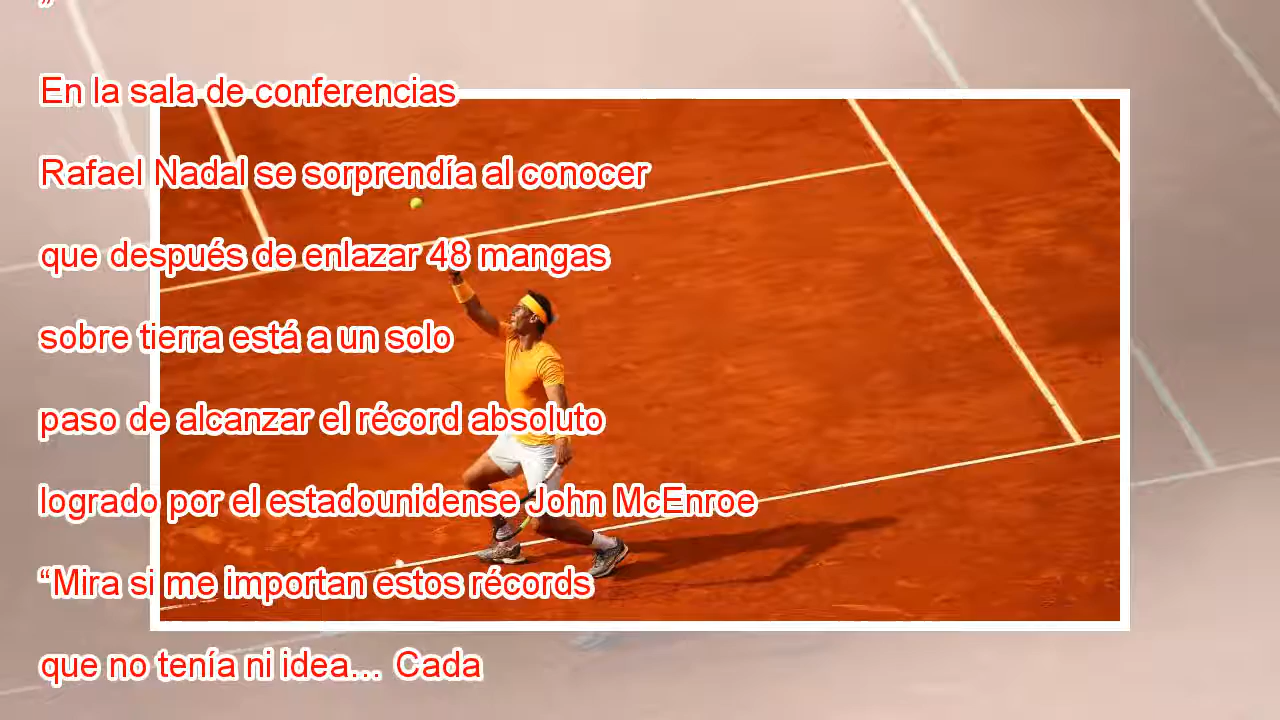 ”
En la sala de conferencias
Rafael Nadal se sorprendía al conocer
que después de enlazar 48 mangas
sobre tierra está a un solo
paso de alcanzar el récord absoluto
logrado por el estadounidense John McEnroe
“Mira si me importan estos récords
que no tenía ni idea... Cada